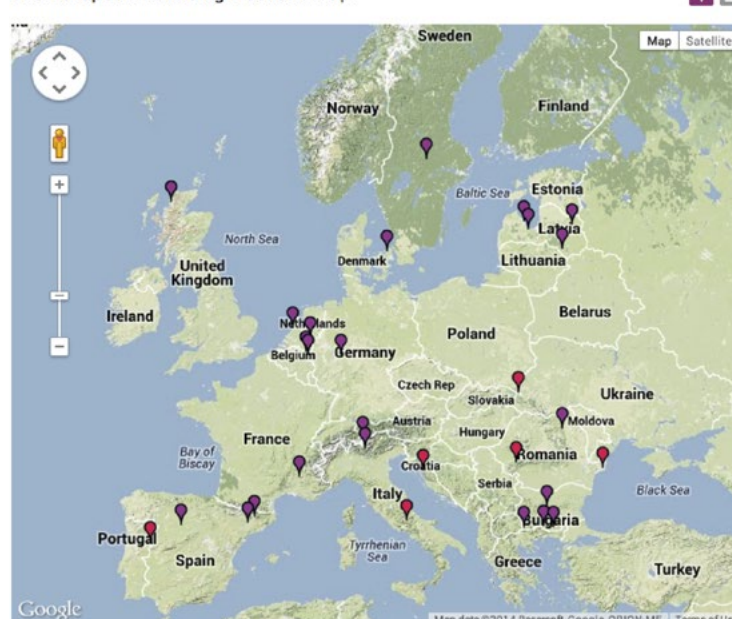 Sweden
Map Satellite
Norway
Finland
Baltic Sea
Estonia
North Sea
Latvia
Denmark
Lithuania
United
Kingdom
Ireland
Netherlands
Belarus
Poland
Belgium
Germany
Czech Rep
Ukraine
Slovakia
Austria
Moldova
Hungary
France
Bay of
Biscay
Croatia
Romania
Serbia
Italy
Black Sea
Portugal
Bulgaria
Tyrrhenian
Sea
Spain
Greece
Turkey
Google